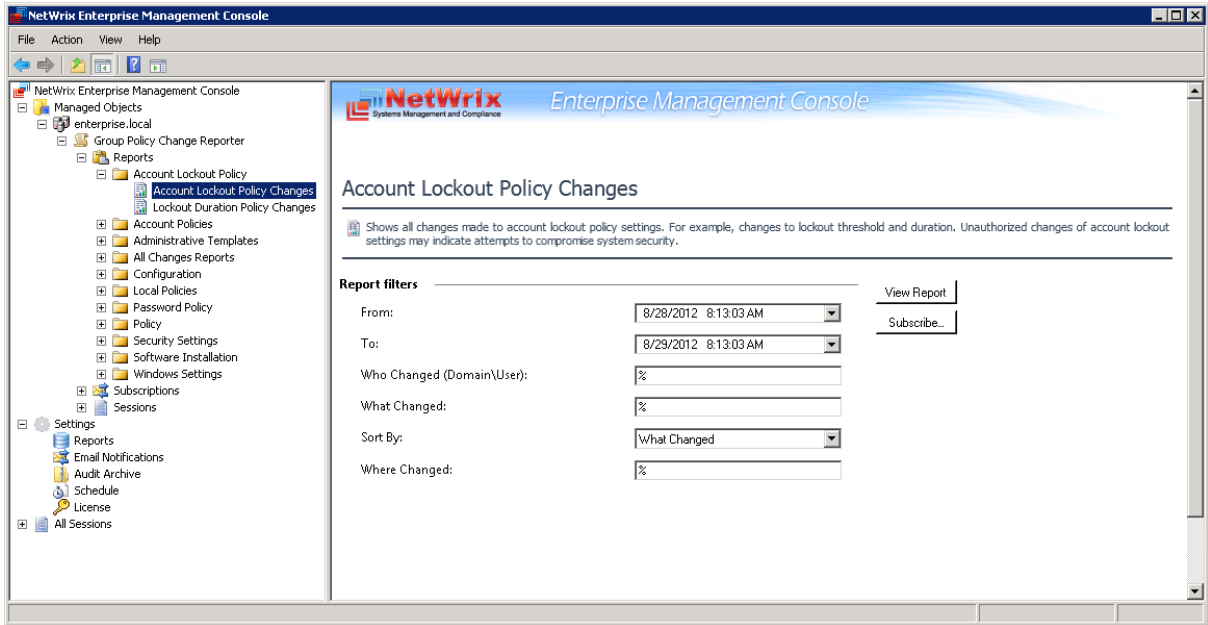 NetWrix Enterprise Management Console
File Action View Help
NetWrix Enterprise Management Console
Managed Objects
enterprise.local
Group Policy Change Reporter
Reports
Account Lockout Policy
Account Lockout Policy Changes
Lockout Duration Policy Changes
Account Policies
Administrative Templates
All Changes Reports
Configuration
Local Policies
Password Policy
Policy
Security Settings
Software Installation
Windows Settings
Subscriptions
Sessions
Settings
Reports
Email Notifications
Audit Archive
Schedule
License
All Sessions
NetWrix Enterprise Management Console
Systems Management and Compliance
Account Lockout Policy Changes
Shows all changes made to account lockout policy settings. For example, changes to lockout threshold and duration. Unauthorized changes of account lockout
settings may indicate attempts to compromise system security.
Report filters
View Report
From: 8/28/2012 8:13:03 AM
Subscribe...
To: 8/29/2012 8:13:03 AM
Who Changed (Domain\User): %
What Changed: %
Sort By: What Changed
Where Changed: %